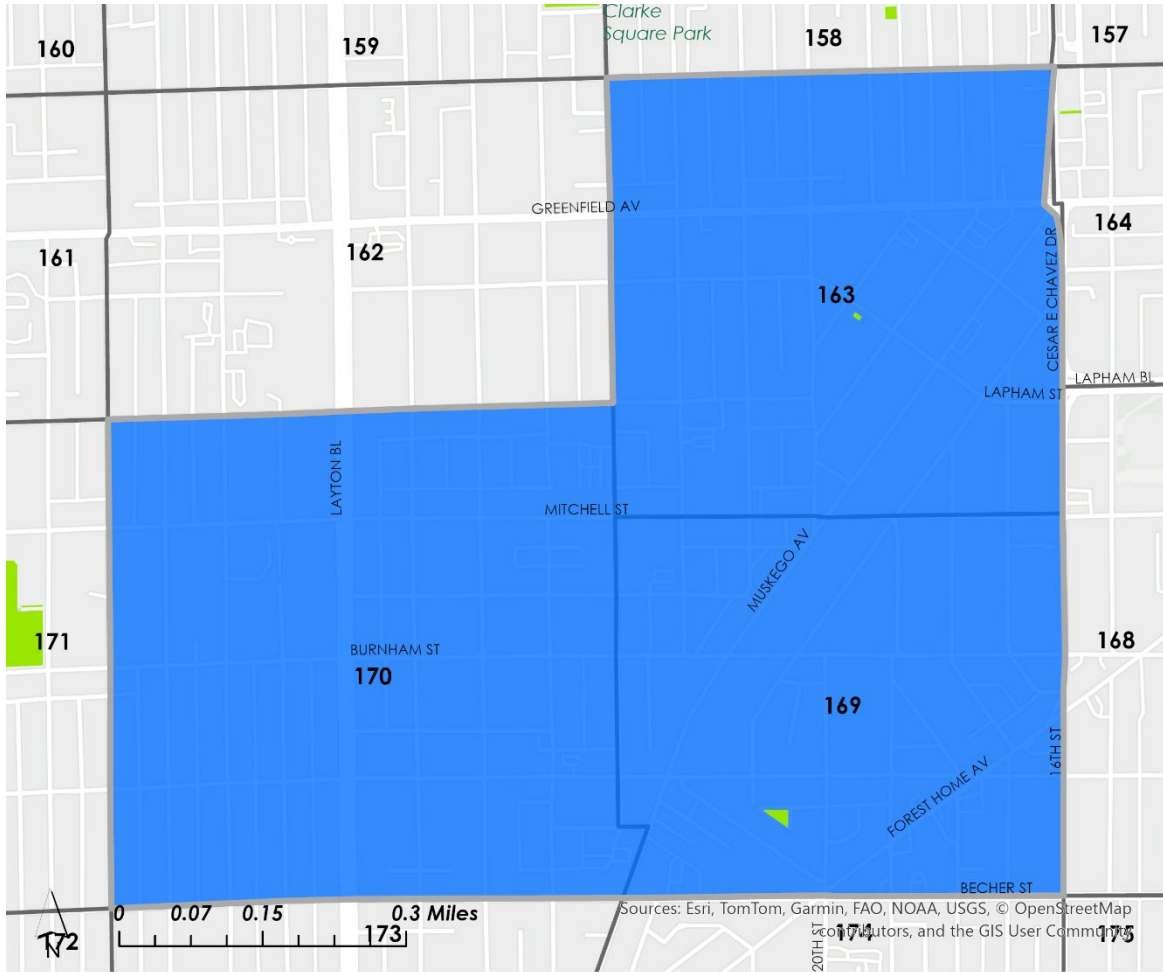 Clarke
Square Park
160
159
158
157
GREENFIELD AV
161
162
164
163
CESAR E CHAVEZ DR
LAPHAM BL
LAPHAM ST
LAYTON BL
MITCHELL ST
MUSKEGO AV
171
BURNHAM ST
170
168
169
16TH ST
FOREST HOME AV
BECHER ST
0 0.07 0.15 0.3 Miles
Sources: Esri, TomTom, Garmin, FAO, NOAA, USGS, © OpenStreetMap
contributors, and the GIS User Community
172
N
173
174
175
20TH ST